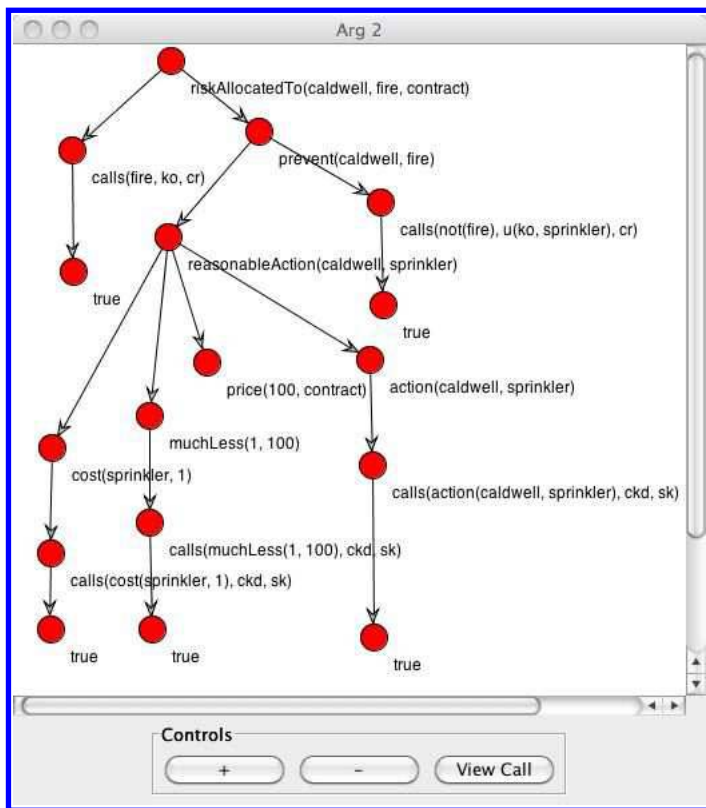 Arg 2
riskAllocatedTo(caldwell, fire, contract)
prevent(caldwell, fire)
calls(fire, ko, cr)
calls(not(fire), u(ko, sprinkler), cr)
reasonableAction(caldwell, sprinkler)
true
true
price(100, contract)
action(caldwell, sprinkler)
muchLess(1, 100)
cost(sprinkler, 1)
calls(action(caldwell, sprinkler), ckd, sk)
calls(muchLess(1, 100), ckd, sk)
calls(cost(sprinkler, 1), ckd, sk)
true
true
true
Controls
+
-
View Call